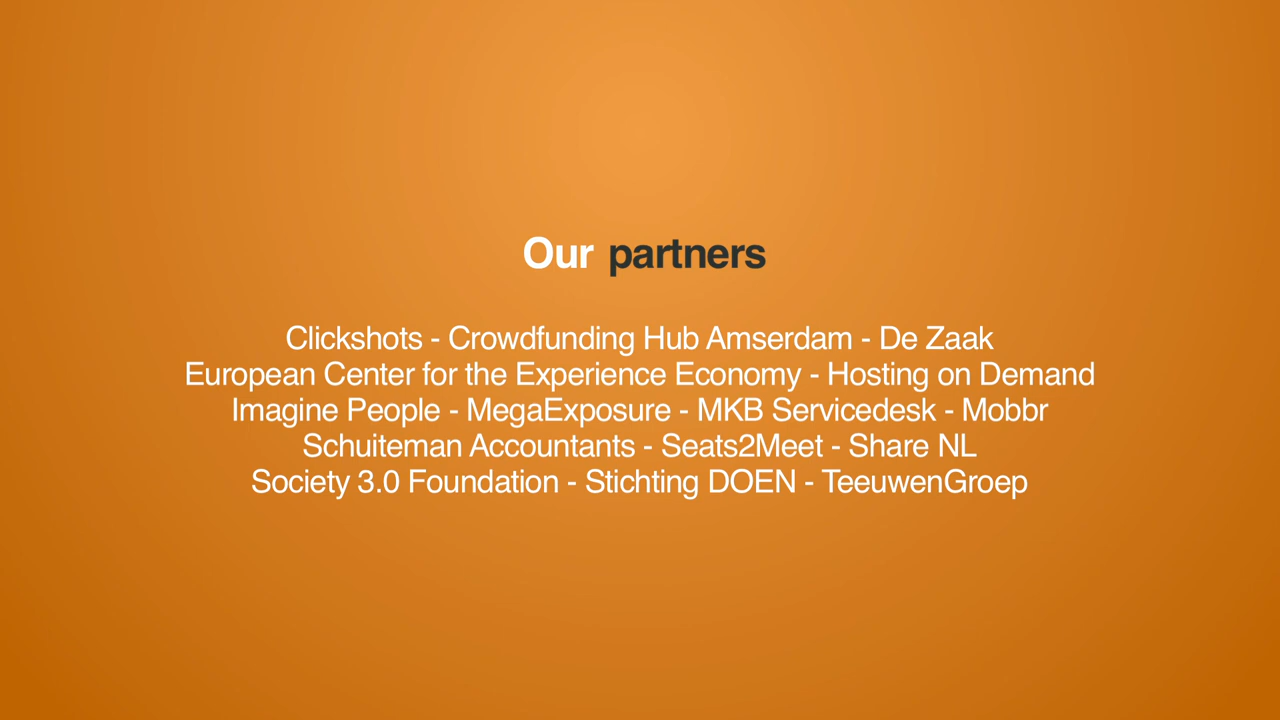 Our partners
Clickshots - Crowdfunding Hub Amserdam - De Zaak
European Center for the Experience Economy - Hosting on Demand
Imagine People - MegaExposure - MKB Servicedesk - Mobbr
Schuiteman Accountants - Seats2Meet - Share NL
Society 3.0 Foundation - Stichting DOEN - TeeuwenGroep